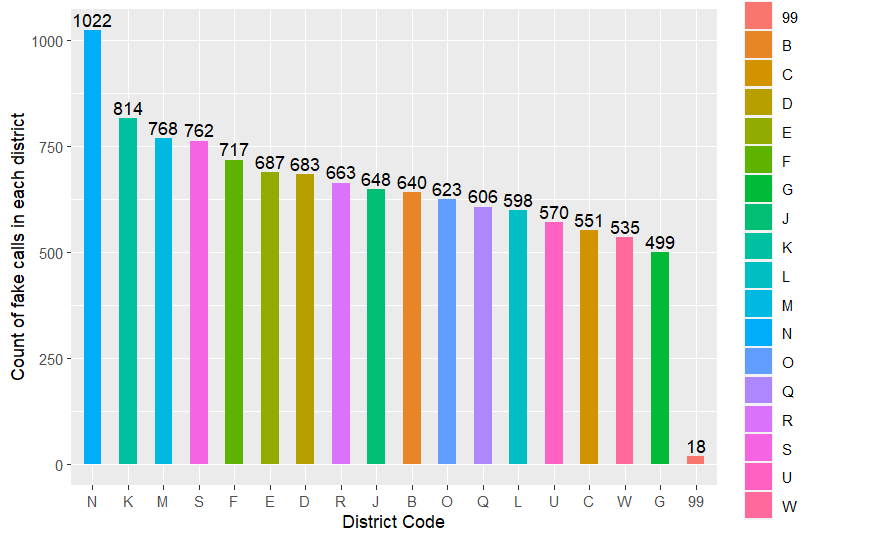 1022
814
768 762
717
687 683
663 648 640 623 606 598
570 551 535
499
18
1000
750
500
250
0
Count of fake calls in each district
N K M S F E D R J B O Q L U C W G 99
District Code
99
B
C
D
E
F
G
J
K
L
M
N
O
Q
R
S
U
W